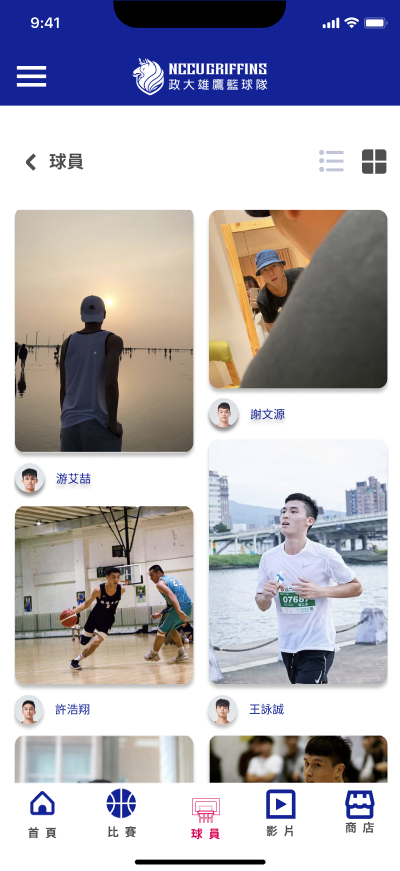 9:41
NCCU GRIFFINS
政大雄鷹籃球隊
球員
謝文源
游艾喆
0768
許浩翔
王詠誠
首頁
比賽
球員
影片
商店